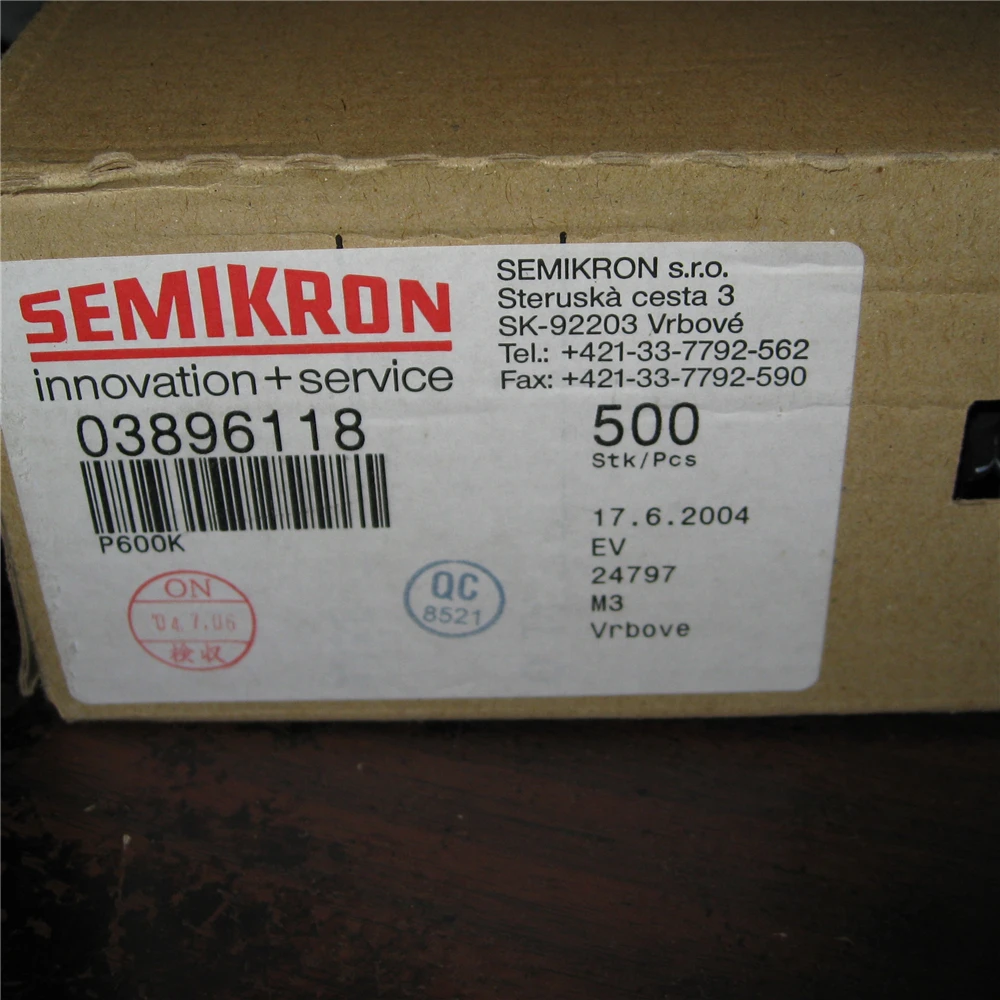 SEMIKRON
innovation+service
SEMIKRON s.r.o.
Steruskà cesta 3
SK-92203 Vrbové
Tel.: +421-33-7792-562
Fax: +421-33-7792-590
03896118
P600K
500
Stk/Pcs
17.6.2004
EV
24797
M3
Vrbove
ON
'04.7.06
検収
QC
8521